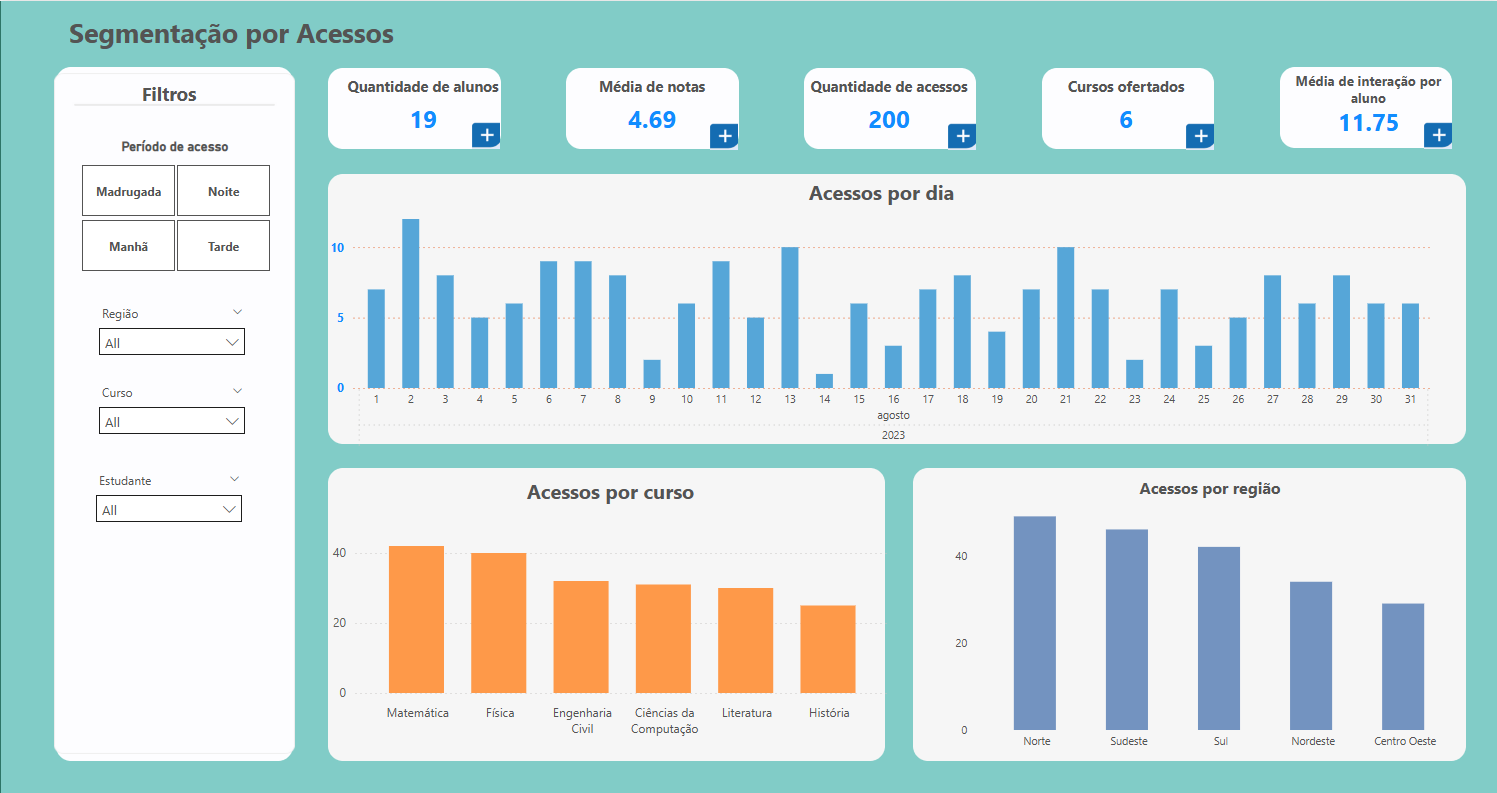 Segmentação por Acessos
Filtros
Período de acesso
Madrugada Noite
Manhã Tarde
Região
All
Curso
All
Estudante
All
Quantidade de alunos
19
Média de notas
4.69
Quantidade de acessos
200
Cursos ofertados
6
Média de interação por
aluno
11.75
Acessos por dia
10
5
0
1 2 3 4 5 6 7 8 9 10 11 12 13 14 15 16 17 18 19 20 21 22 23 24 25 26 27 28 29 30 31
agosto
2023
Acessos por curso
40
20
0
Matemática Física Engenharia Ciências da Literatura História
Civil Computação
Acessos por região
40
20
0
Norte Sudeste Sul Nordeste Centro Oeste